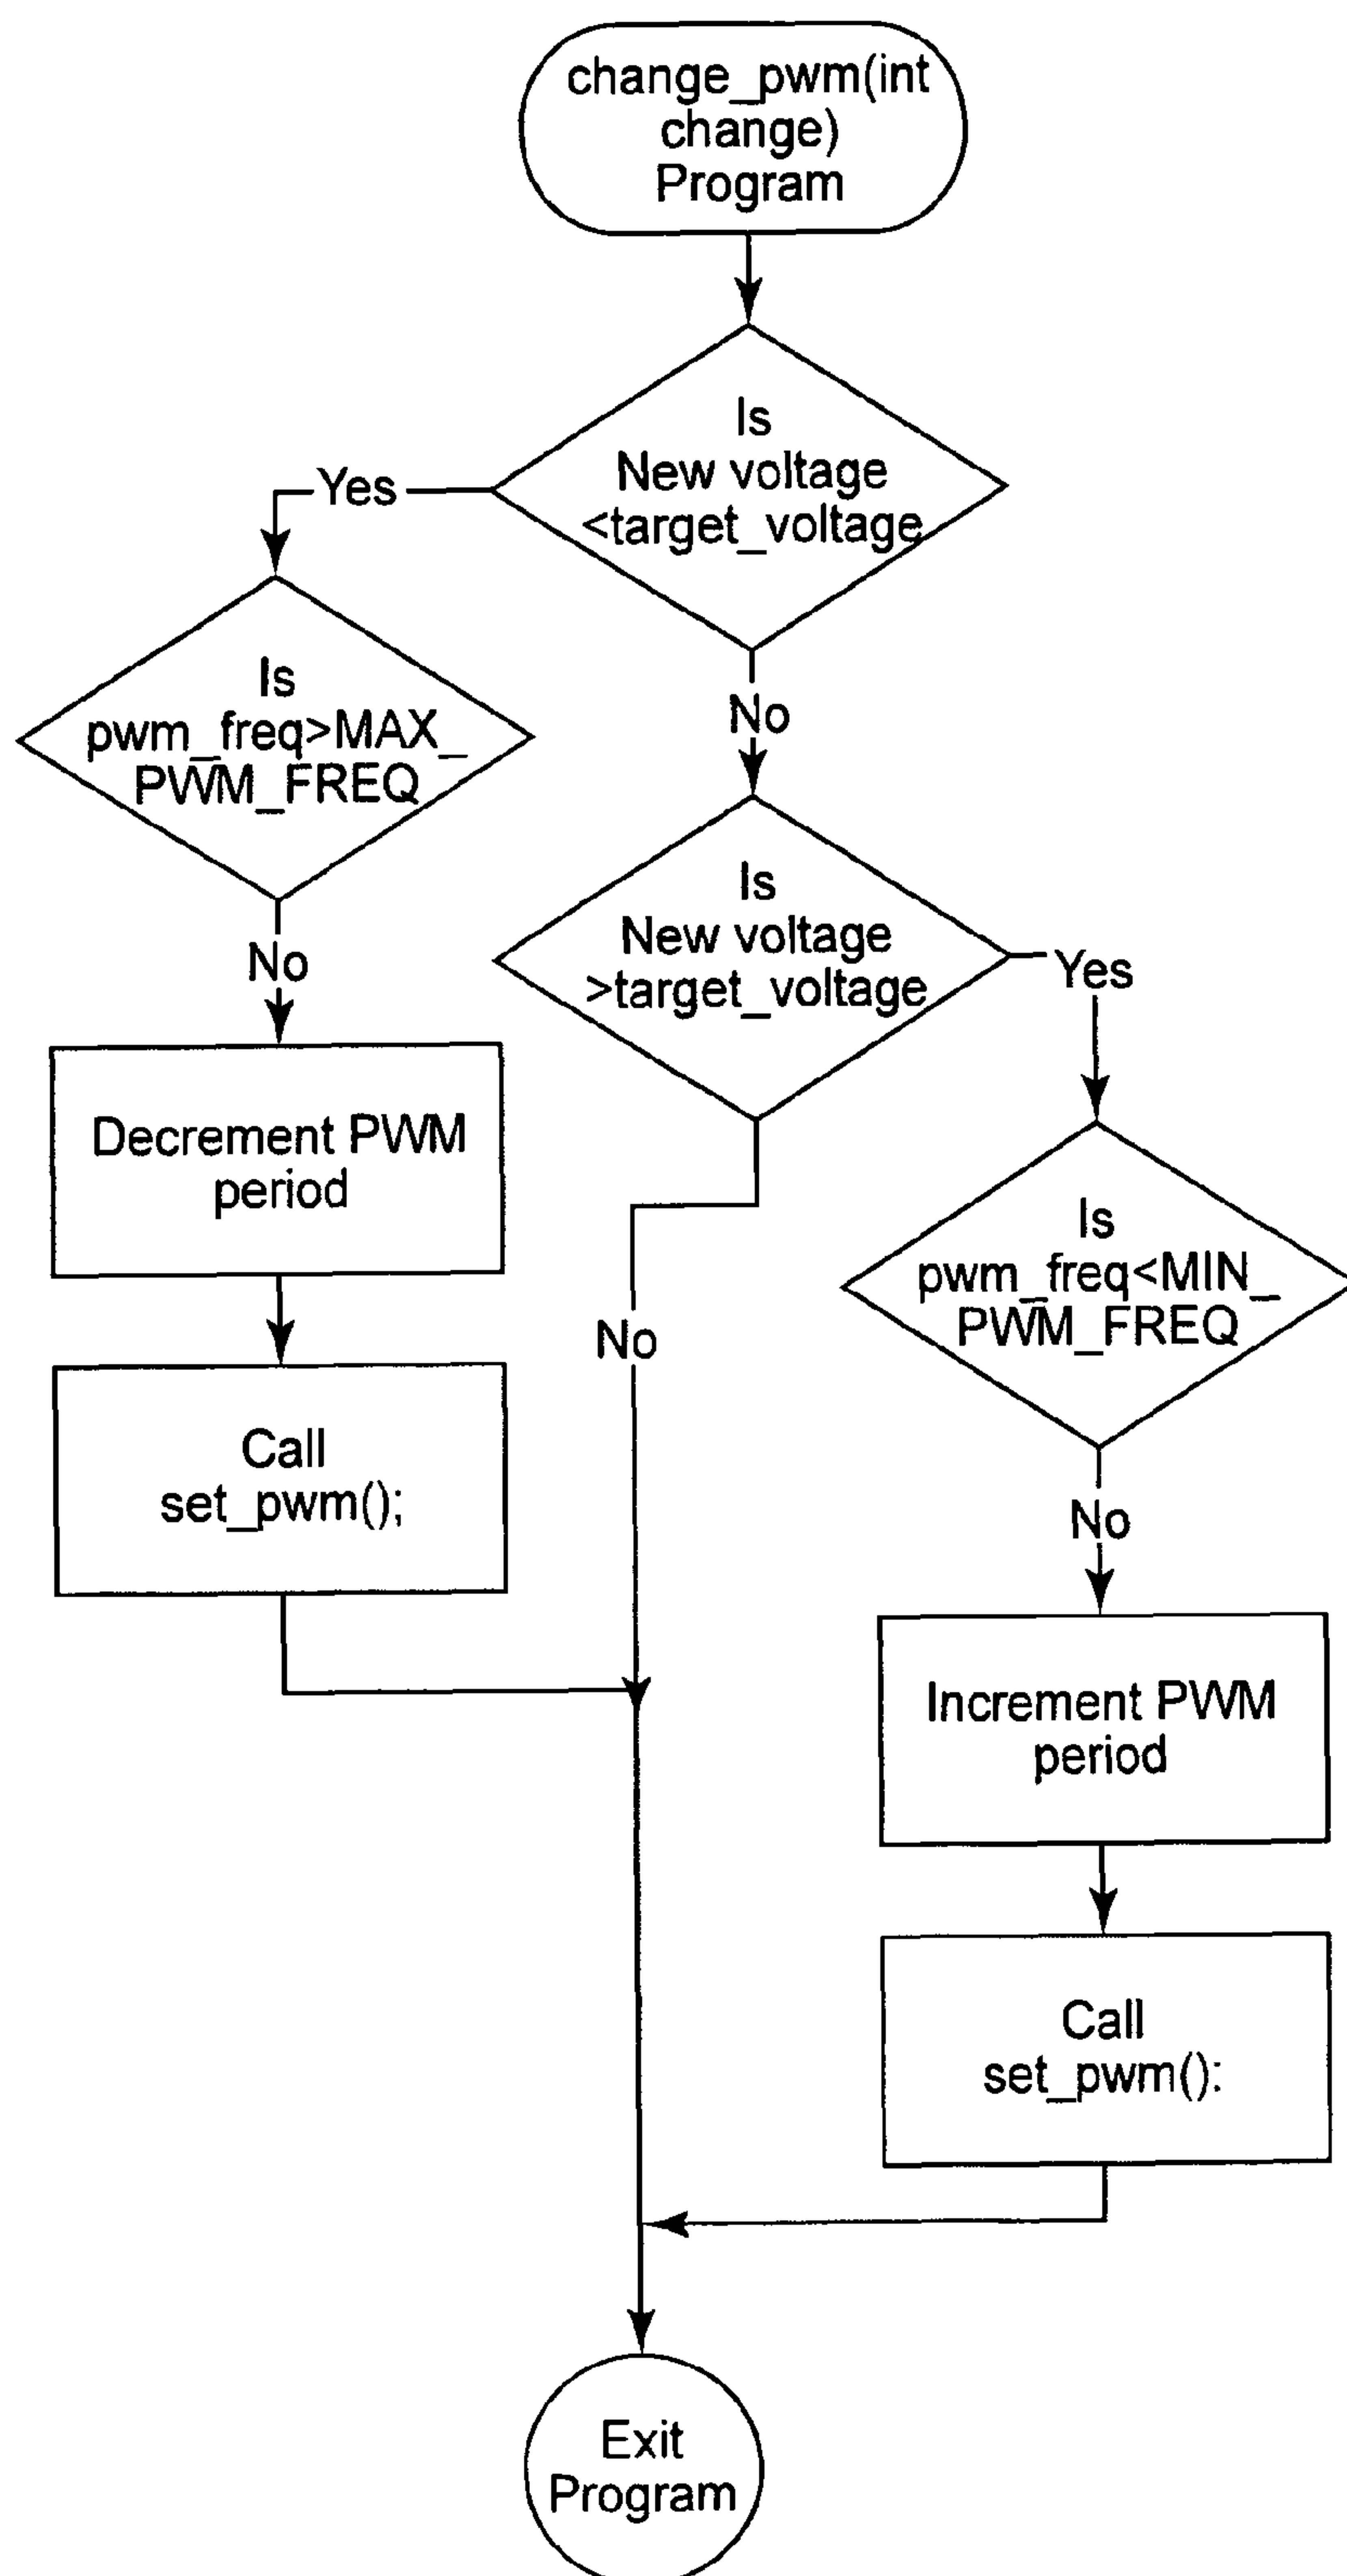 change_pwm(int
change)
Program
Is
New voltage
<target_voltage
Yes
No
Is
pwm_freq>MAX_
PWM_FREQ
No
Decrement PWM
period
Call
set_pwm();
Is
New voltage
>target_voltage
Yes
No
Is
pwm_freq<MIN_
PWM_FREQ
No
Increment PWM
period
Call
set_pwm():
Exit
Program